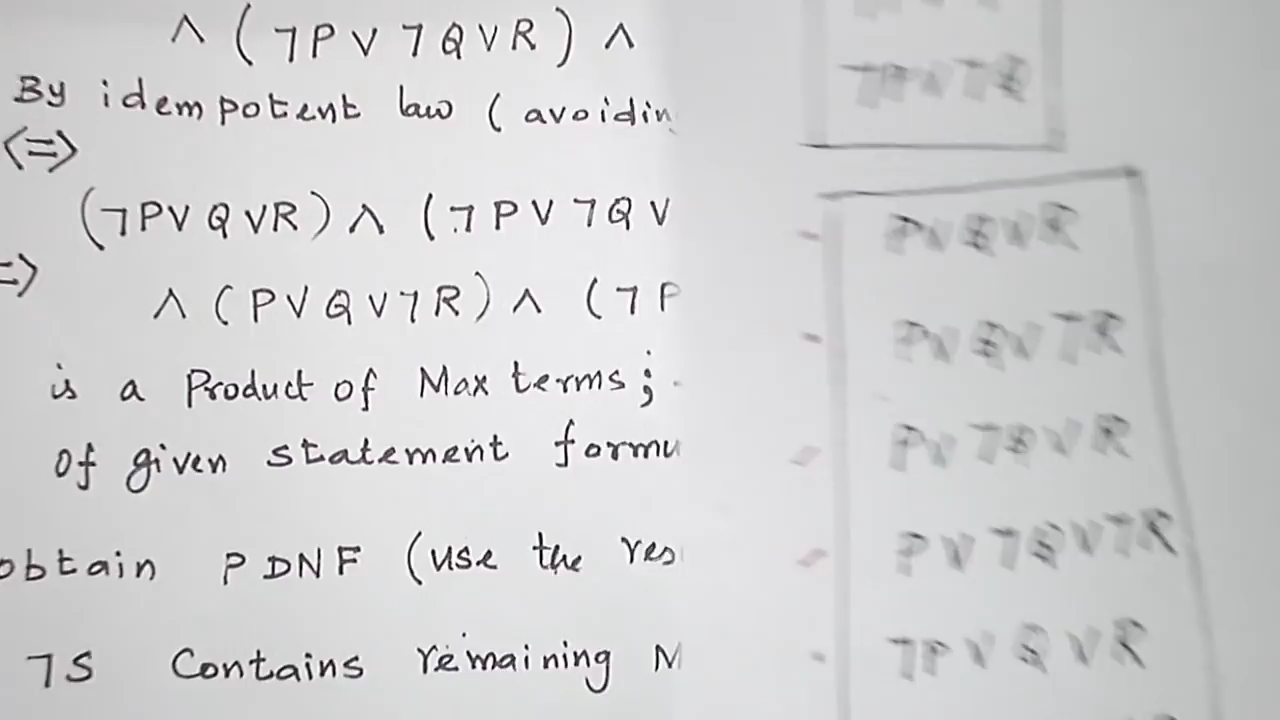 ∧ (¬P∨¬Q∨R) ∧
By idempotent law (avoidin
<=>
(¬P∨Q∨R) ∧ (¬P∨¬Q∨
=>
∧ (P∨Q∨¬R) ∧ (¬P
is a Product of Max terms;
of given statement formu
obtain PDNF (use the res
¬S Contains remaining M
¬P∨¬Q
P∨Q∨R
P∨Q∨¬R
P∨¬Q∨R
P∨¬Q∨¬R
¬P∨Q∨R